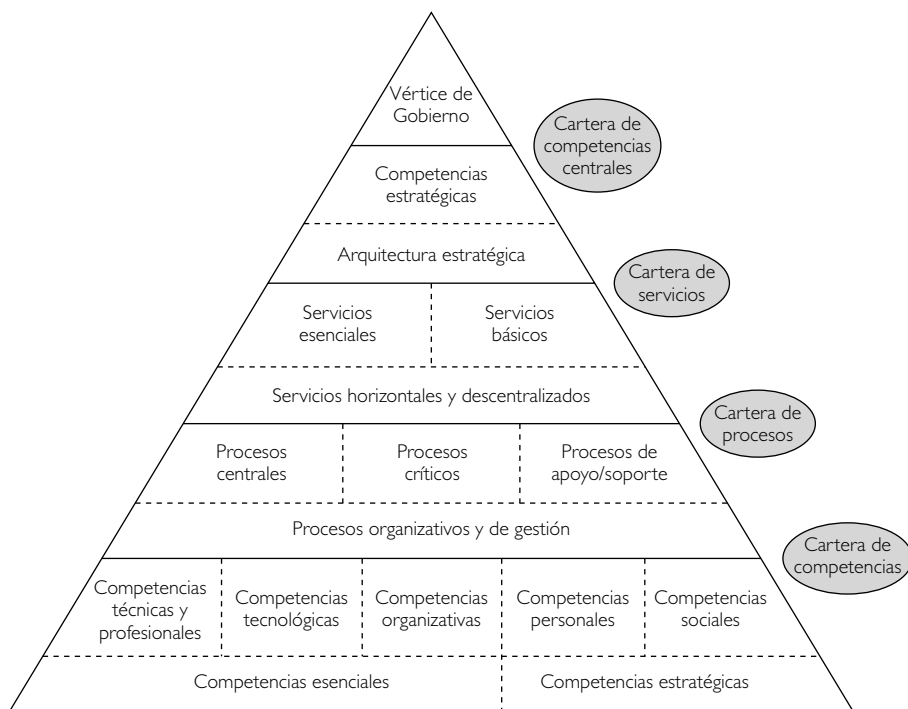 Vértice de
Gobierno
Cartera de
competencias
centrales
Competencias
estratégicas
Arquitectura estratégica
Cartera de
servicios
Servicios
esenciales
Servicios
básicos
Servicios horizontales y descentralizados
Cartera de
procesos
Procesos
centrales
Procesos
críticos
Procesos de
apoyo/soporte
Procesos organizativos y de gestión
Cartera de
competencias
Competencias
técnicas y
profesionales
Competencias
tecnológicas
Competencias
organizativas
Competencias
personales
Competencias
sociales
Competencias esenciales
Competencias estratégicas